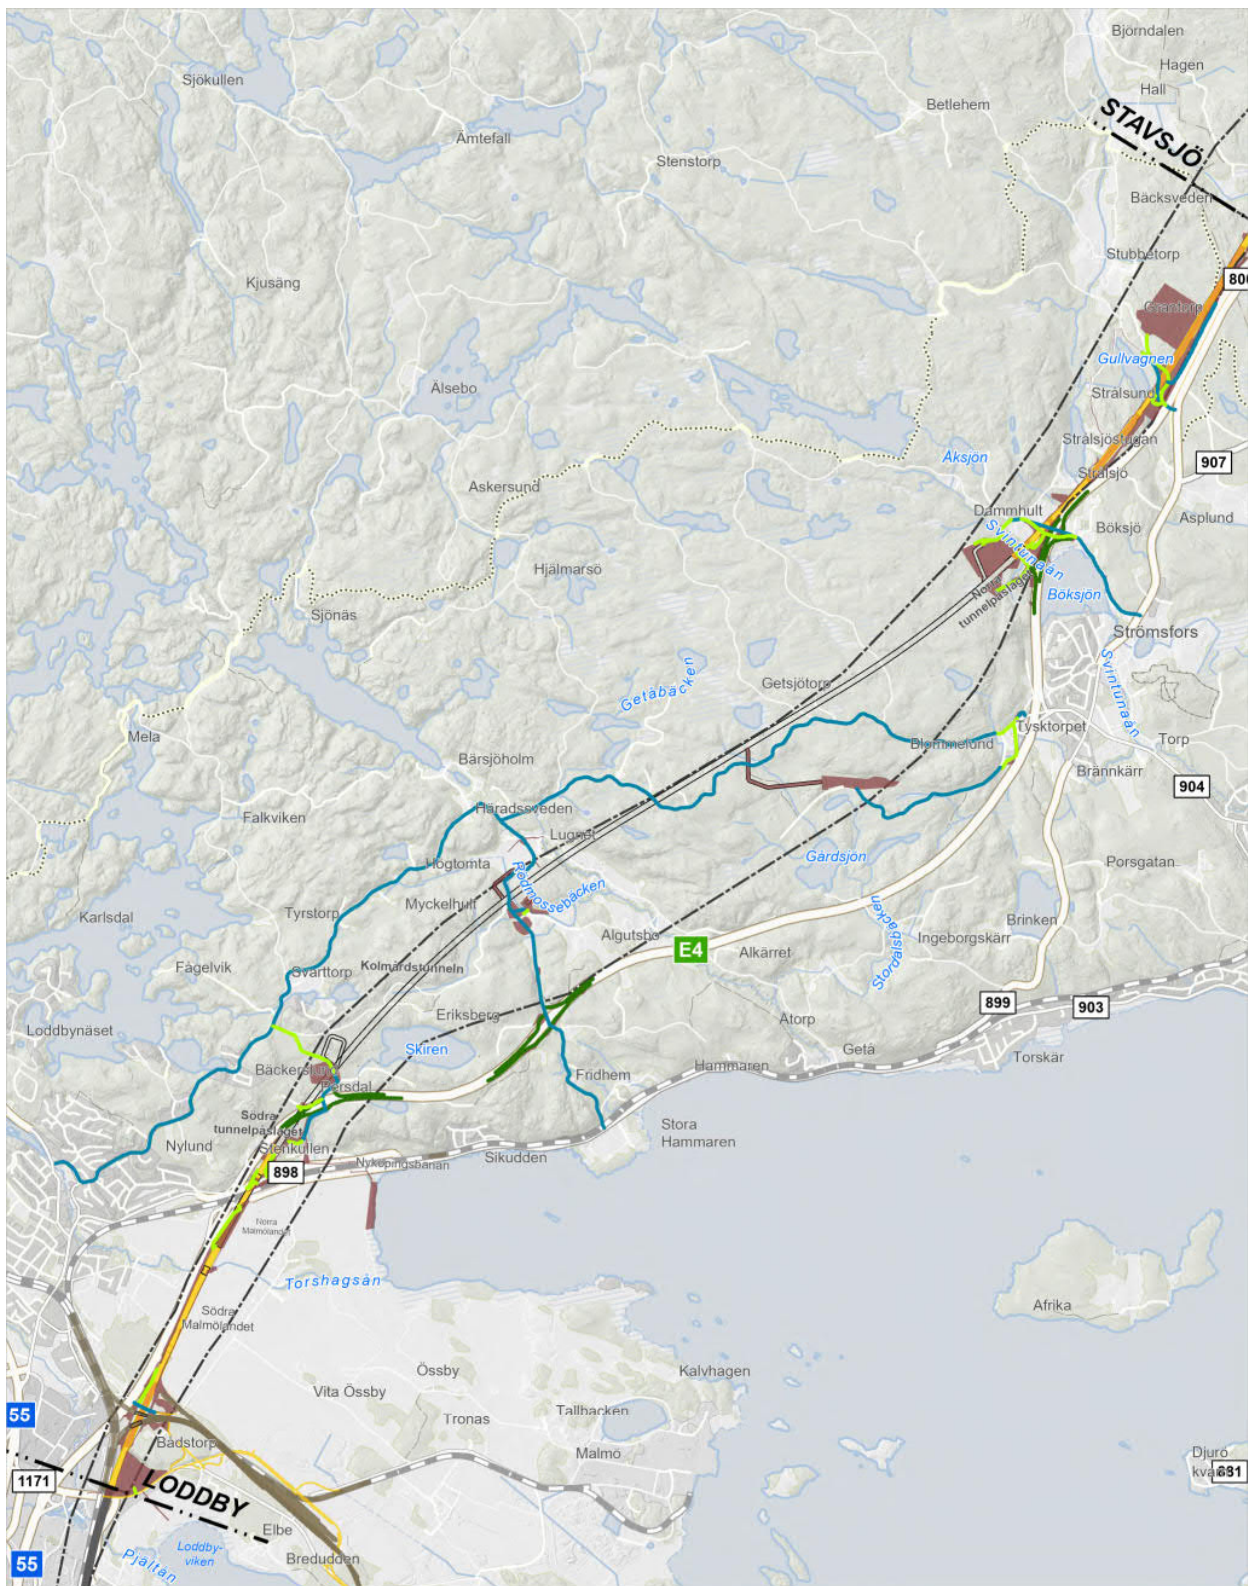 Björndalen
Hagen
Sjökullen
Hall
Betlehem
STAVSJÖ
Ämtefall
Stenstorp
Bäcksveden
Stubbetorp
Kjusäng
Grantorp
Gullvagnen
Älsebo
Strålsund
Strålsjöstugan
Åksjön
907
Strålsjö
Askersund
Dammhult
Asplund
Böksjö
Svintunaån
Hjälmarsö
Norra
tunnelpåslaget
Böksjön
Sjönäs
Strömsfors
Getåbäcken
Svintunaån
Getsjötorp
Mela
Tysktorpet
Blommelund
Torp
Bärsjöholm
Brännkärr
904
Häradssveden
Falkviken
Lugnet
Högtomta
Gårdsjön
Porsgatan
Rödmossebäcken
Myckelhult
Tyrstorp
Karlsdal
Brinken
Algutsbo
Ingeborgskärr
E4
Alkärret
Stordalsbäcken
Fågelvik
Svarttorp
Kolmårdstunneln
899
903
Eriksberg
Loddbynäset
Atorp
Skiren
Getå
Torskär
Bäckerslund
Hammaren
Fridhem
Persdal
Södra
tunnelpåslaget
Stora
Hammaren
Nylund
Stenkullen
Sikudden
898
Nyköpingsbanan
Norra
Malmölandet
Torshagsån
Afrika
Södra
Malmölandet
Össby
Kalvhagen
Vita Össby
55
Tallbacken
Tronas
Badstorp
Malmö
Djurö
1171
LODDBY
Elbe
Loddby-
viken
Bredudden
55
Pjältån